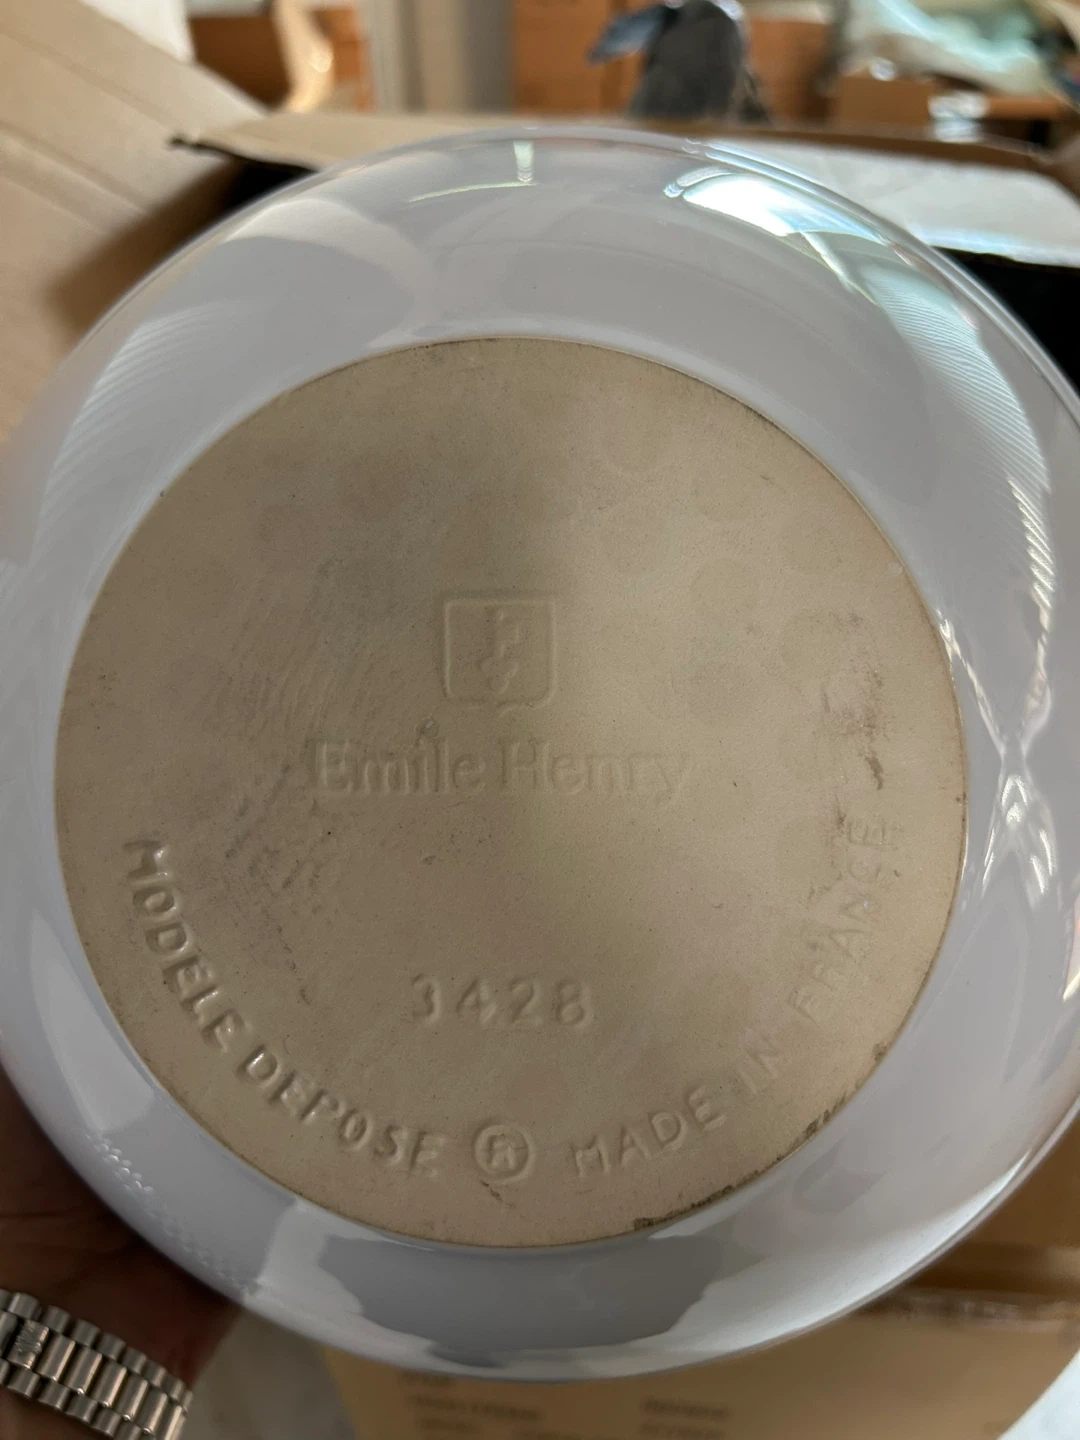 Emile Henry
3428
MODELE DEPOSE ® MADE IN FRANCE